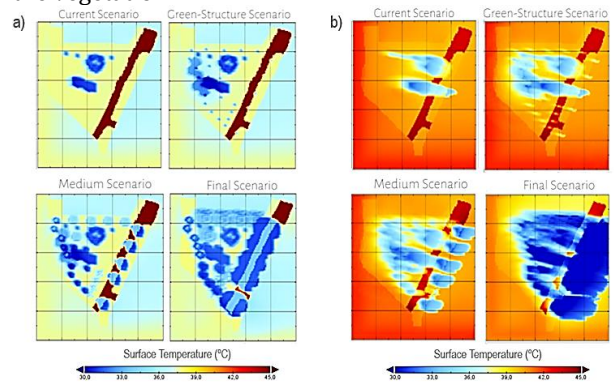 a)
Current Scenario Green-Structure Scenario
Medium Scenario Final Scenario
Surface Temperature (ºC)
30.0 33.0 36.0 39.0 42.0 45.0
b)
Current Scenario Green-Structure Scenario
Medium Scenario Final Scenario
Surface Temperature (ºC)
30.0 33.0 36.0 39.0 42.0 45.0